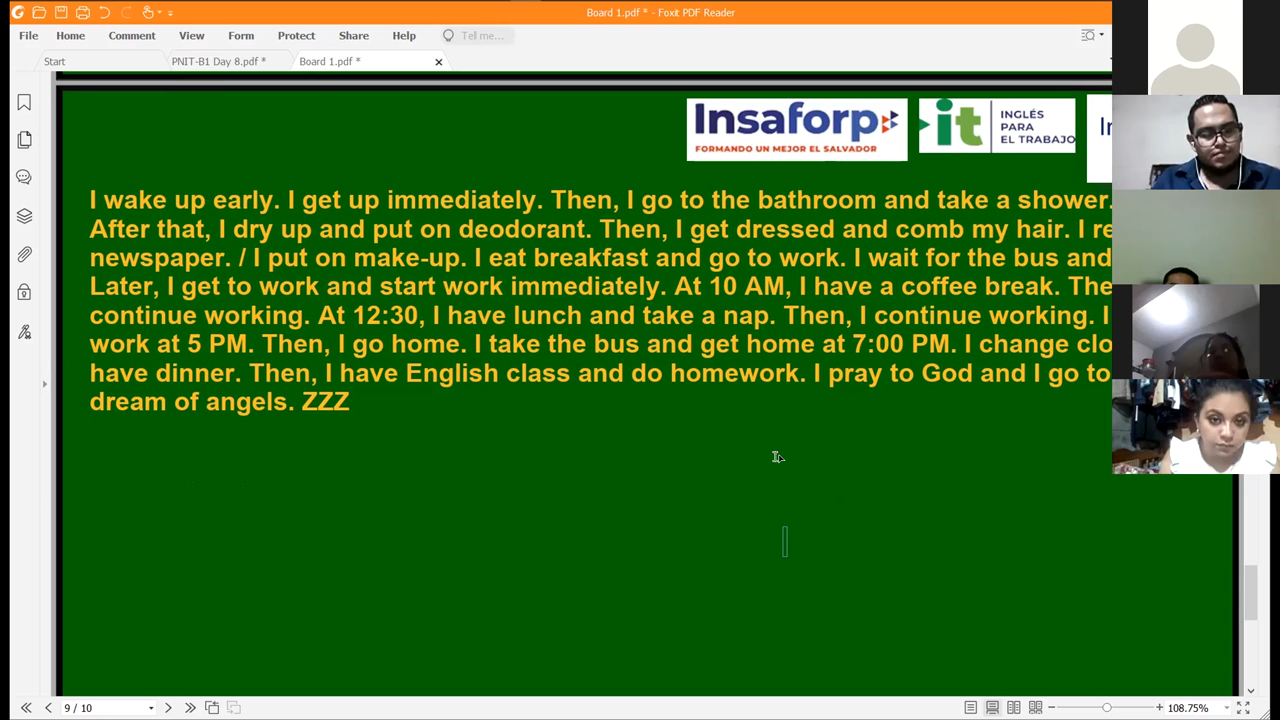 Board 1.pdf * - Foxit PDF Reader
File Home Comment View Form Protect Share Help Tell me...
Start PNIT-B1 Day 8.pdf * Board 1.pdf *
Insaforp
FORMANDO UN MEJOR EL SALVADOR
it
INGLÉS
PARA
EL TRABAJO
I wake up early. I get up immediately. Then, I go to the bathroom and take a shower.
After that, I dry up and put on deodorant. Then, I get dressed and comb my hair. I re
newspaper. / I put on make-up. I eat breakfast and go to work. I wait for the bus and
Later, I get to work and start work immediately. At 10 AM, I have a coffee break. The
continue working. At 12:30, I have lunch and take a nap. Then, I continue working. I
work at 5 PM. Then, I go home. I take the bus and get home at 7:00 PM. I change clo
have dinner. Then, I have English class and do homework. I pray to God and I go to
dream of angels. ZZZ
9 / 10
108.75%